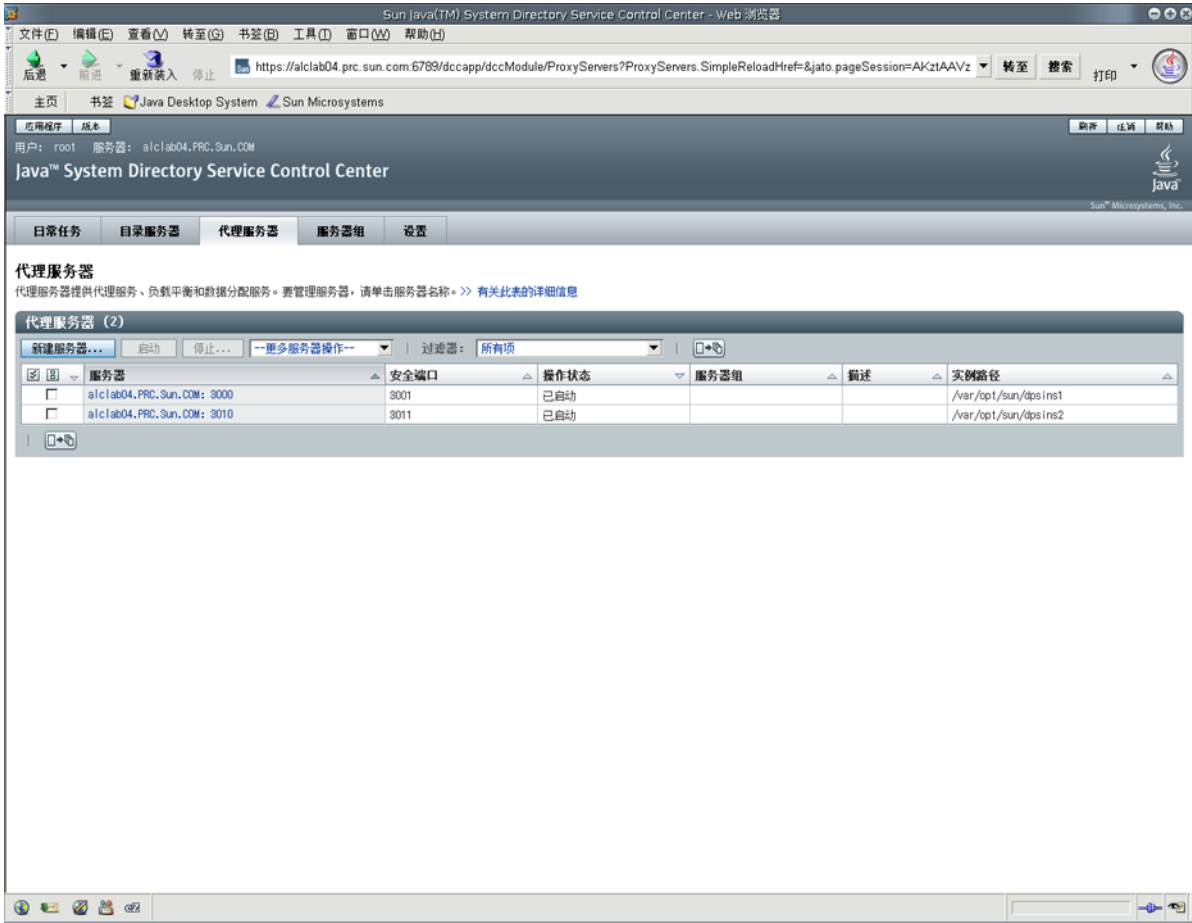 Sun Java(TM) System Directory Service Control Center - Web 浏览器
文件(F) 编辑(E) 查看(V) 转至(G) 书签(B) 工具(T) 窗口(W) 帮助(H)
后退 前进 重新装入 停止 https://alclab04.prc.sun.com:6789/dccapp/dccModule/ProxyServers?ProxyServers.SimpleReloadHref=&jato.pageSession=AKztAAVz 转至 搜索 打印
主页 书签 Java Desktop System Sun Microsystems
应用程序 版本 刷新 注销 帮助
用户: root 服务器: alclab04.PRC.Sun.COM
Java™ System Directory Service Control Center
Java™
Sun™ Microsystems, Inc.
日常任务 目录服务器 代理服务器 服务器组 设置
代理服务器
代理服务器提供代理服务、负载平衡和数据分配服务。要管理服务器，请单击服务器名称。>> 有关此表的详细信息
代理服务器 (2)
新建服务器... 启动 停止... --更多服务器操作-- | 过滤器: 所有项 |
服务器 安全端口 操作状态 服务器组 描述 实例路径
alclab04.PRC.Sun.COM: 3000 3001 已启动 /var/opt/sun/dpsins1
alclab04.PRC.Sun.COM: 3010 3011 已启动 /var/opt/sun/dpsins2